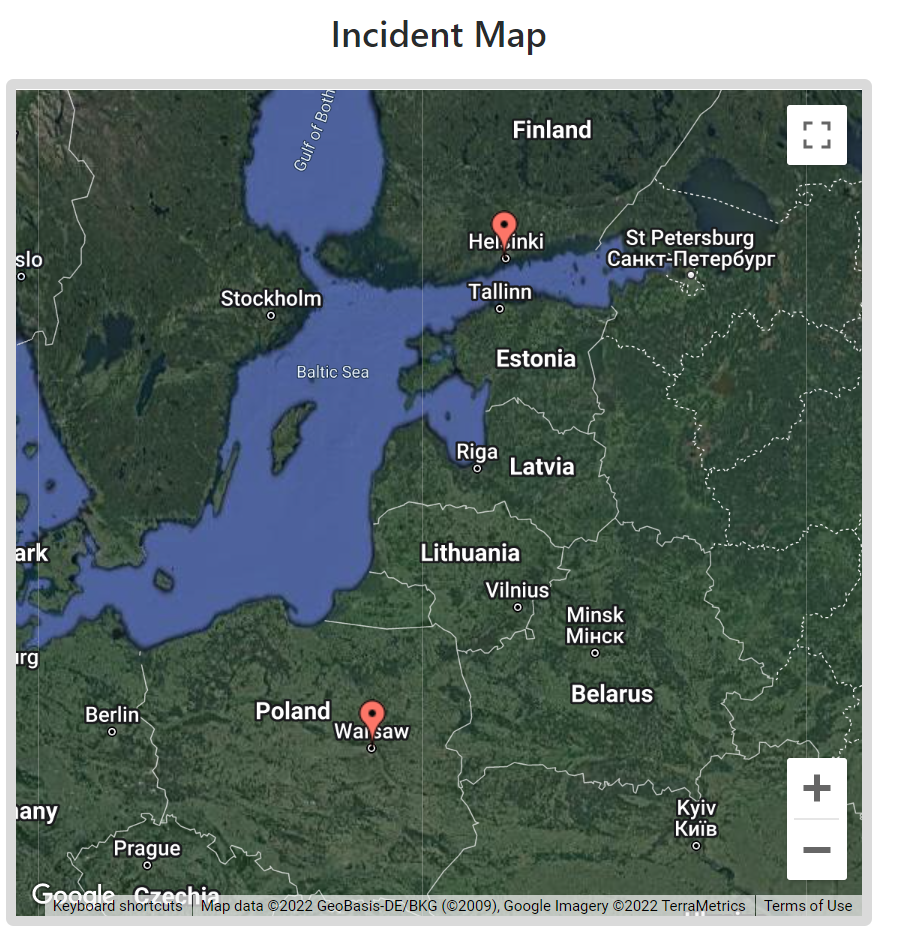 Incident Map
Gulf of Both
Finland
Helsinki
St Petersburg
Санкт-Петербург
slo
Tallinn
Stockholm
Estonia
Baltic Sea
Riga
Latvia
ark
Lithuania
Vilnius
Minsk
Мінск
urg
Belarus
Poland
Berlin
Warsaw
many
Kyiv
Київ
Prague
Google
Czechia
Keyboard shortcuts
Map data ©2022 GeoBasis-DE/BKG (©2009), Google Imagery ©2022 TerraMetrics
Terms of Use